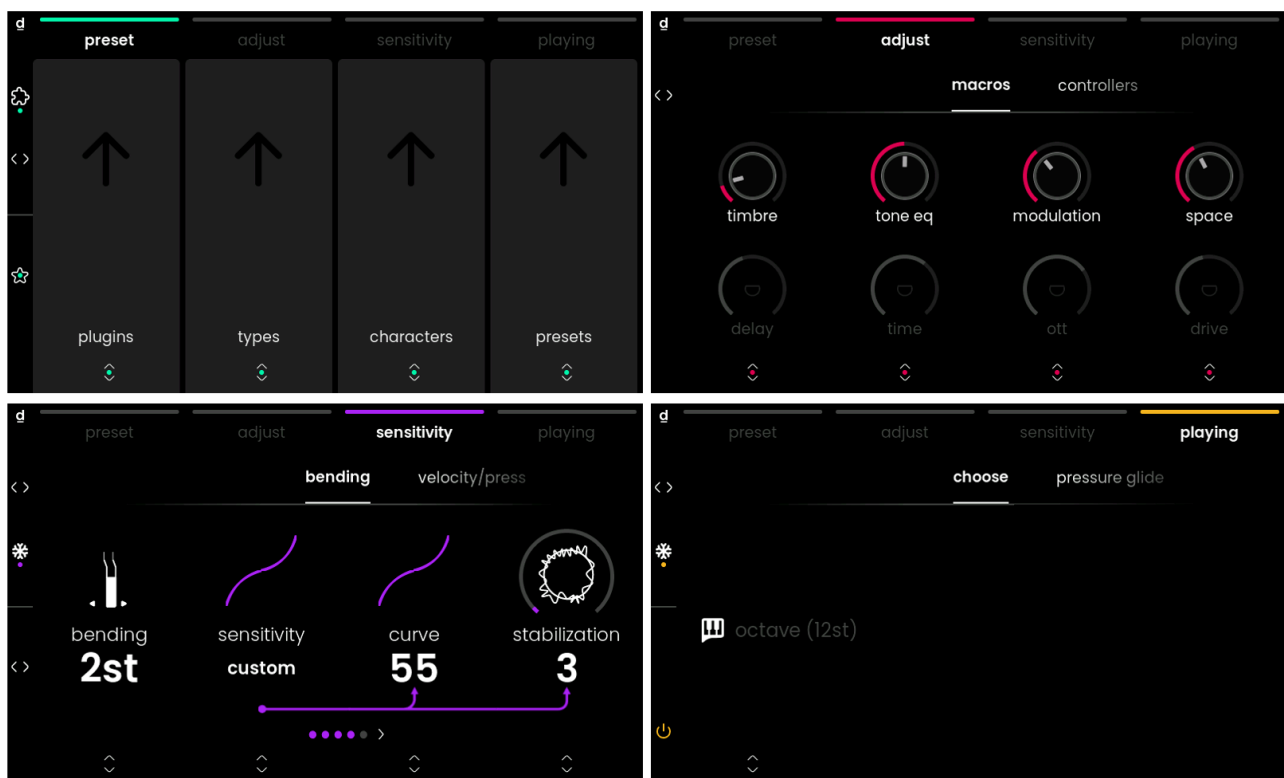 d
preset adjust sensitivity playing
plugins types characters presets
d
preset adjust sensitivity playing
macros controllers
timbre tone eq modulation space
delay time ott drive
d
preset adjust sensitivity playing
bending velocity/press
bending sensitivity curve stabilization
2st custom 55 3
d
preset adjust sensitivity playing
choose pressure glide
octave (12st)